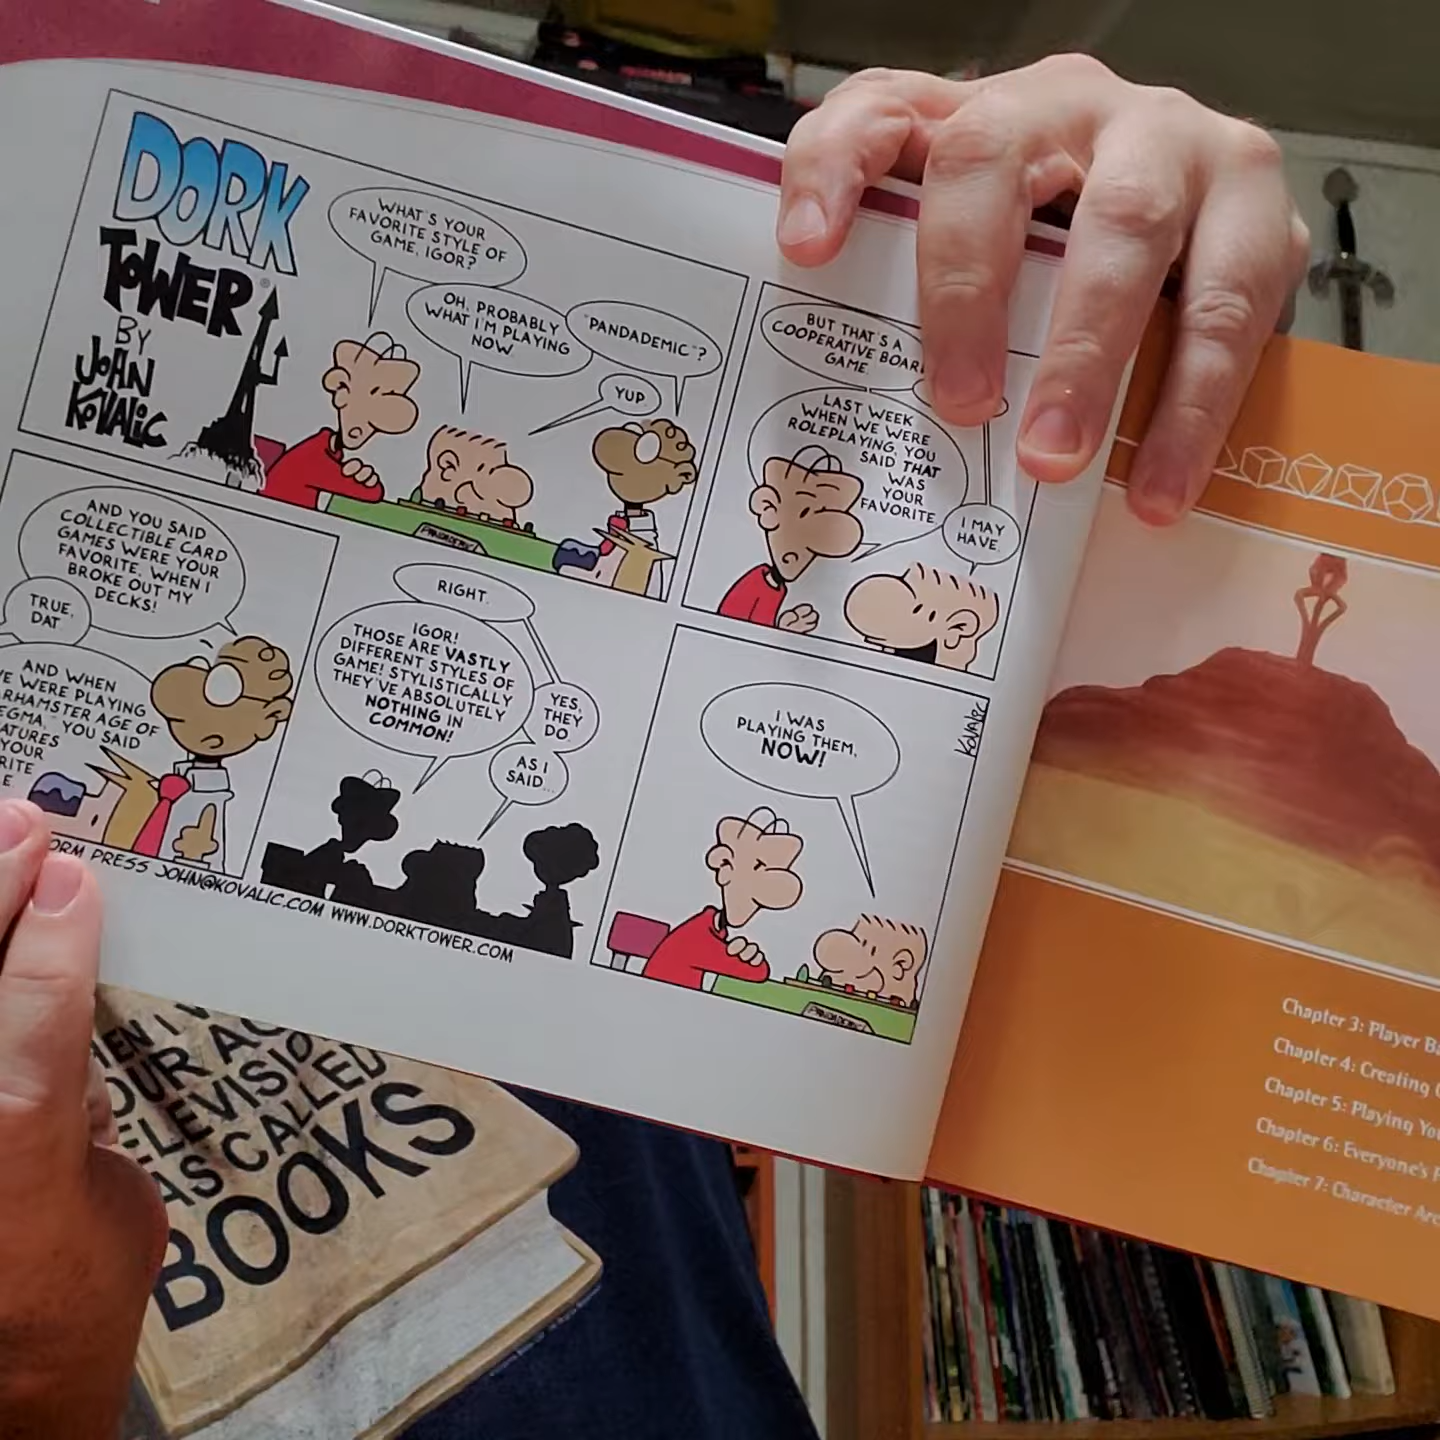 DORK
TOWER
BY
JOHN
KOVALIC
WHAT'S YOUR
FAVORITE STYLE OF
GAME, IGOR?
OH, PROBABLY
WHAT I'M PLAYING
NOW
"PANDADEMIC"?
YUP.
PANDADEMIC
BUT THAT'S A
COOPERATIVE
GAME.
LAST WEEK
WHEN WE WERE
ROLEPLAYING, YOU
SAID THAT
WAS
YOUR
FAVORITE.
I MAY
HAVE.
AND YOU SAID
COLLECTIBLE CARD
GAMES WERE YOUR
FAVORITE, WHEN I
BROKE OUT MY
DECKS!
TRUE,
DAT
AND WHEN
WERE PLAYING
AGE OF
YOU SAID
YOUR
RIGHT.
IGOR!
THOSE ARE VASTLY
DIFFERENT STYLES OF
GAME! STYLISTICALLY
THEY'VE ABSOLUTELY
NOTHING IN
COMMON!
YES,
THEY
DO.
AS I
SAID...
I WAS
PLAYING THEM,
NOW!
KOVALIC
PANDADEMIC
PRESS JOHN@KOVALIC.COM WWW.DORKTOWER.COM
Chapter 3: Player
Chapter 4: Creating
Chapter 5: Playing
Chapter 6: Everyone's
Chapter 7: Character
BOOKS